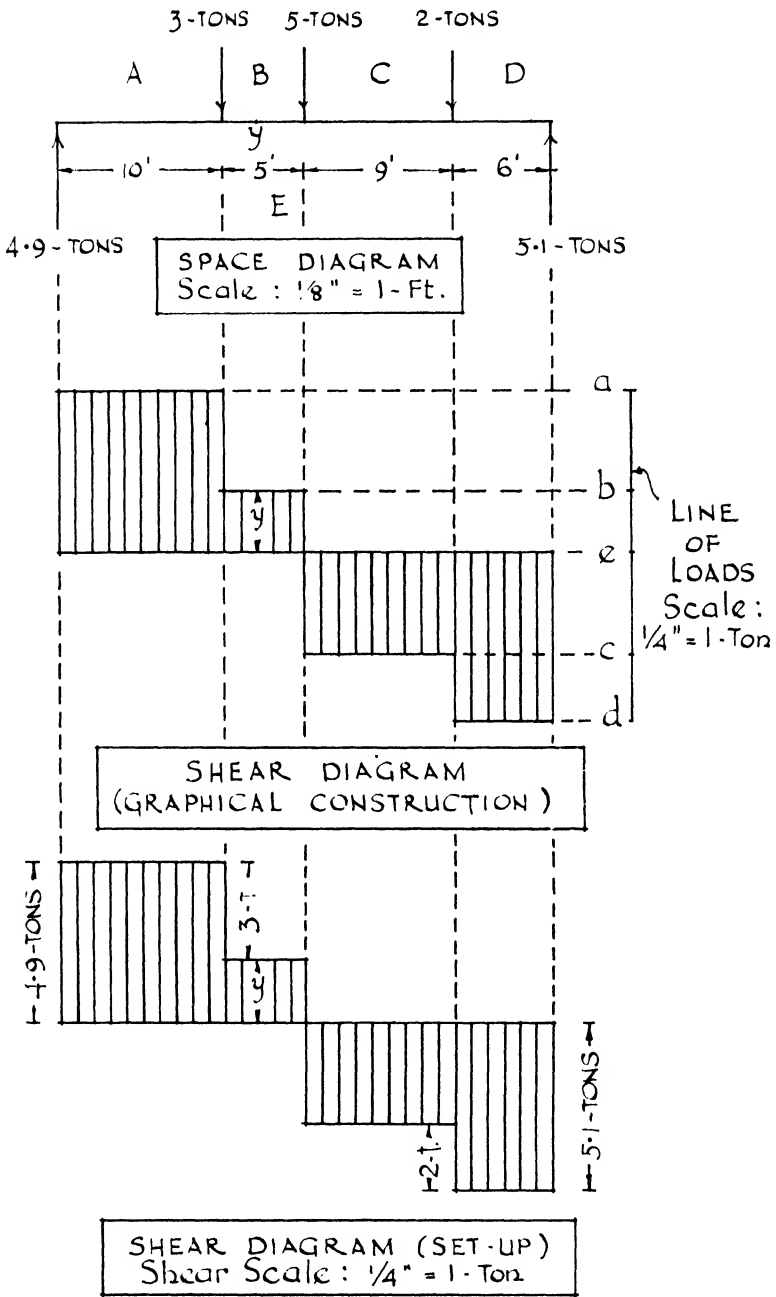 3-TONS 5-TONS 2-TONS
A B C D
y
10' 5' 9' 6'
E
4·9-TONS 5·1-TONS
SPACE DIAGRAM
Scale : 1/8" = 1-Ft.
a
b
y
e
c
d
LINE
OF
LOADS
Scale:
1/4" = 1-Ton
SHEAR DIAGRAM
(GRAPHICAL CONSTRUCTION)
4·9-TONS
3-T
y
2-t.
5·1-TONS
SHEAR DIAGRAM (SET-UP)
Shear Scale: 1/4" = 1-Ton